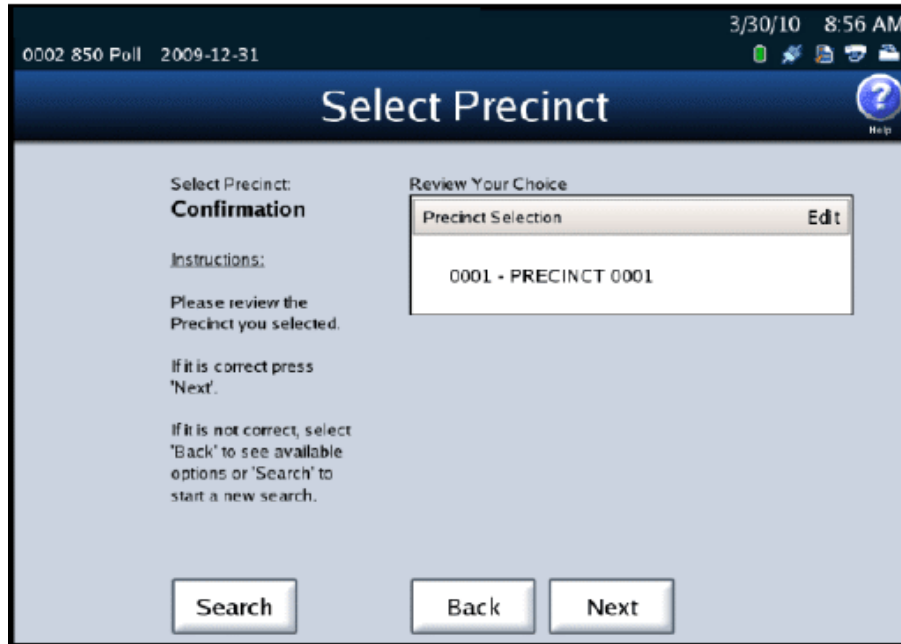 3/30/10 8:56 AM
0002 850 Poll 2009-12-31
Select Precinct
Help
Select Precinct:
Confirmation
Instructions:
Please review the
Precinct you selected.
If it is correct press
'Next'.
If it is not correct, select
'Back' to see available
options or 'Search' to
start a new search.
Review Your Choice
Precinct Selection Edit
0001 - PRECINCT 0001
Search Back Next